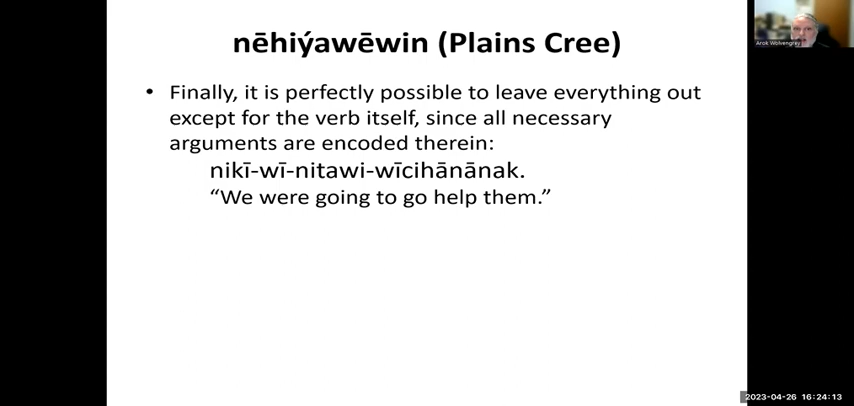 nēhiýawēwin (Plains Cree)
• Finally, it is perfectly possible to leave everything out
except for the verb itself, since all necessary
arguments are encoded therein:
nikī-wī-nitawi-wīcihānānak.
“We were going to go help them.”
Arok Wolvengrey
2023-04-26 16:24:13